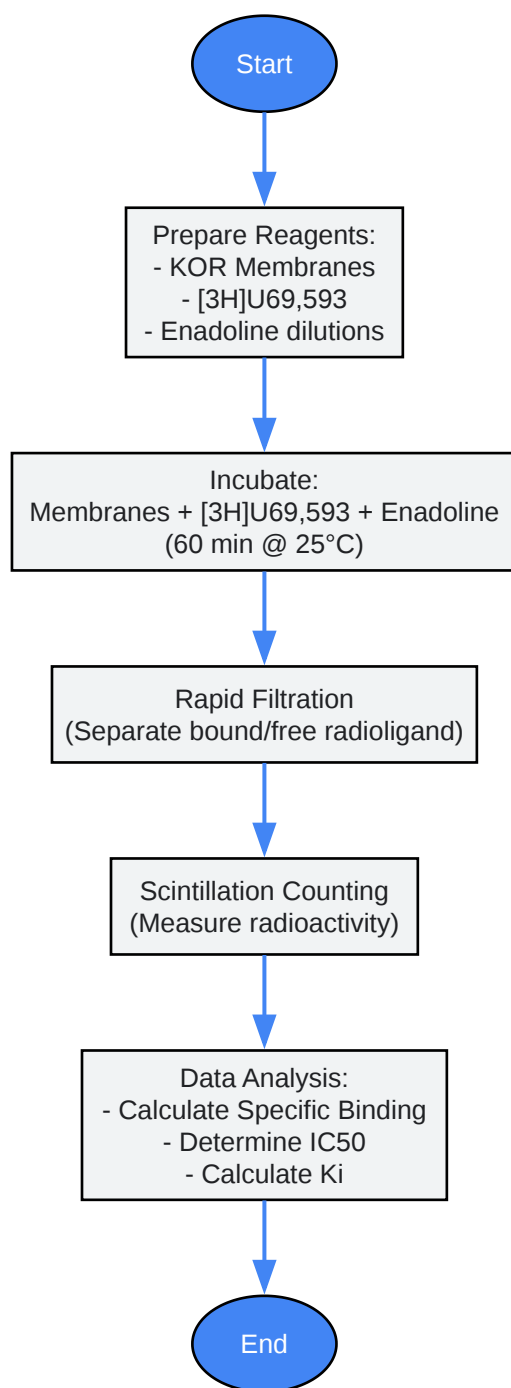 Start
Prepare Reagents:
- KOR Membranes
- [3H]U69,593
- Enadoline dilutions
Incubate:
Membranes + [3H]U69,593 + Enadoline
(60 min @ 25°C)
Rapid Filtration
(Separate bound/free radioligand)
Scintillation Counting
(Measure radioactivity)
Data Analysis:
- Calculate Specific Binding
- Determine IC50
- Calculate Ki
End